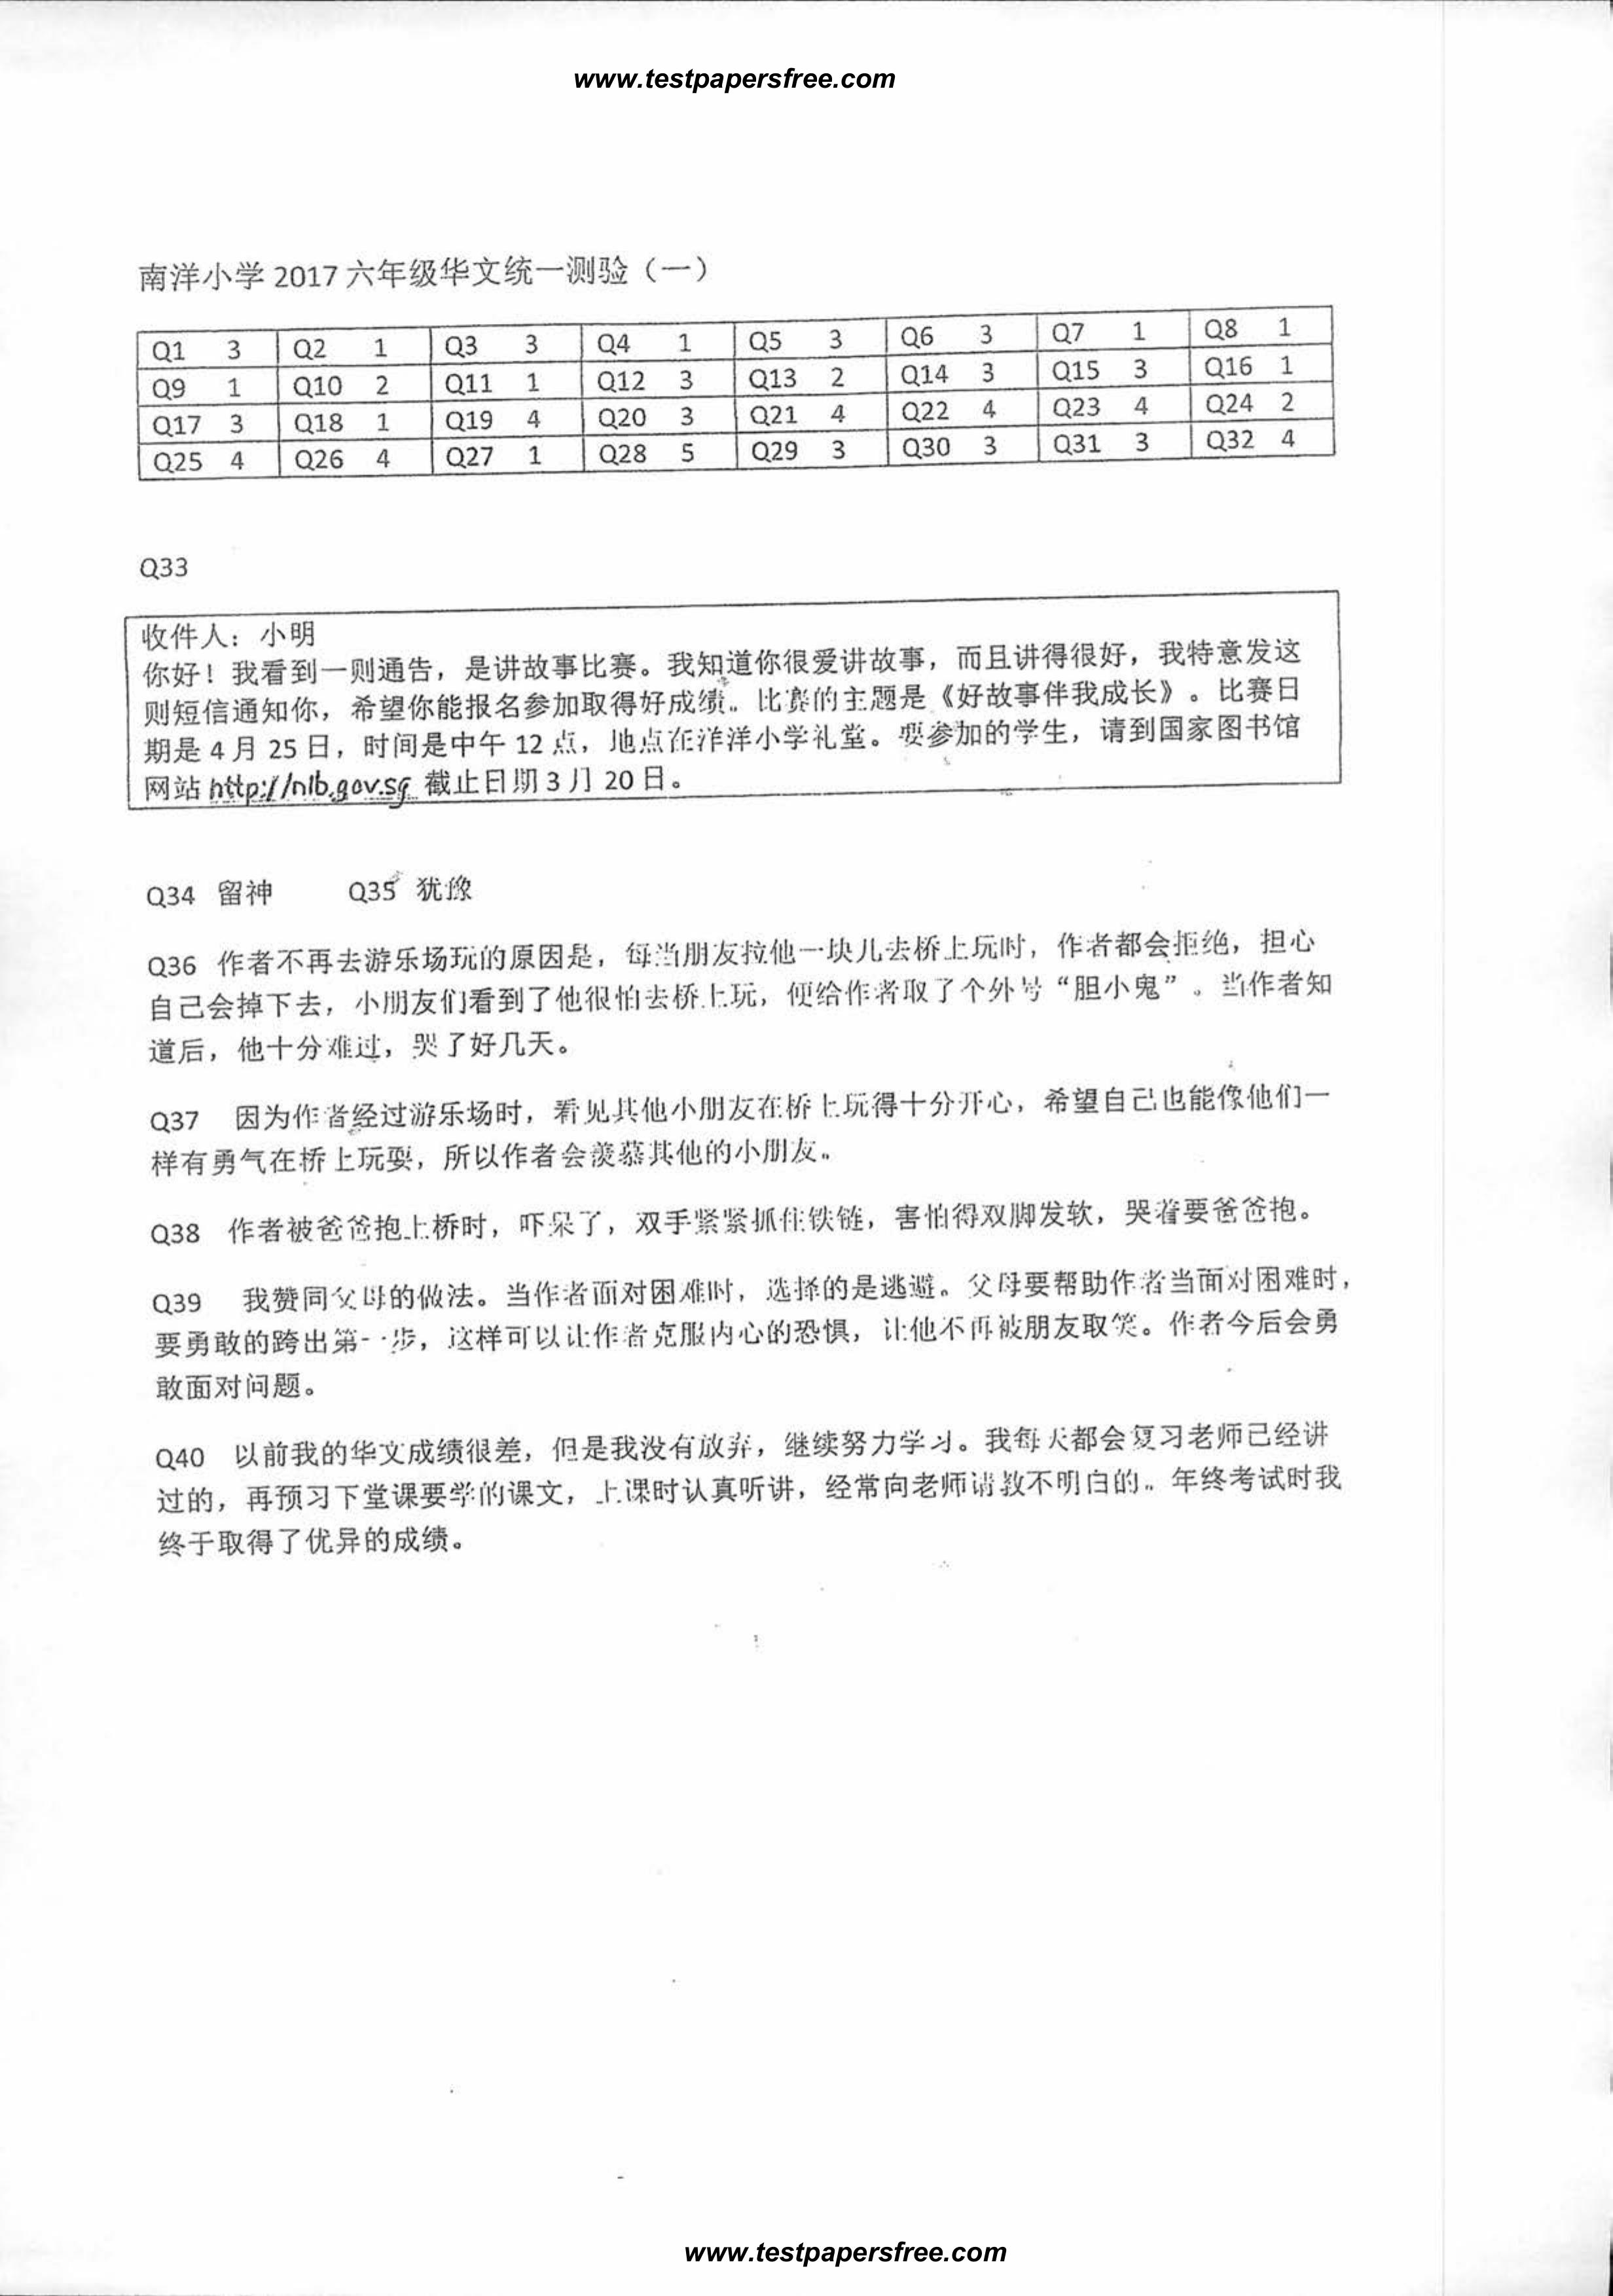 www.testpapersfree.com
南洋小学 2017 六年级华文统一测验（一）
Q1 3 Q2 1 Q3 3 Q4 1 Q5 3 Q6 3 Q7 1 Q8 1
Q9 1 Q10 2 Q11 1 Q12 3 Q13 2 Q14 3 Q15 3 Q16 1
Q17 3 Q18 1 Q19 4 Q20 3 Q21 4 Q22 4 Q23 4 Q24 2
Q25 4 Q26 4 Q27 1 Q28 5 Q29 3 Q30 3 Q31 3 Q32 4
Q33
收件人：小明
你好！我看到一则通告，是讲故事比赛。我知道你很爱讲故事，而且讲得很好，我特意发这
则短信通知你，希望你能报名参加取得好成绩。比赛的主题是《好故事伴我成长》。比赛日
期是 4 月 25 日，时间是中午 12 点，地点在洋洋小学礼堂。要参加的学生，请到国家图书馆
网站 http://nlb.gov.sg 截止日期 3 月 20 日。
Q34 留神 Q35 犹豫
Q36 作者不再去游乐场玩的原因是，每当朋友拉他一块儿去桥上玩时，作者都会拒绝，担心
自己会掉下去，小朋友们看到了他很怕去桥上玩，便给作者取了个外号“胆小鬼”。当作者知
道后，他十分难过，哭了好几天。
Q37 因为作者经过游乐场时，看见其他小朋友在桥上玩得十分开心，希望自己也能像他们一
样有勇气在桥上玩耍，所以作者会羡慕其他的小朋友。
Q38 作者被爸爸抱上桥时，吓呆了，双手紧紧抓住铁链，害怕得双脚发软，哭着要爸爸抱。
Q39 我赞同父母的做法。当作者面对困难时，选择的是逃避。父母要帮助作者当面对困难时，
要勇敢的跨出第一步，这样可以让作者克服内心的恐惧，让他不再被朋友取笑。作者今后会勇
敢面对问题。
Q40 以前我的华文成绩很差，但是我没有放弃，继续努力学习。我每天都会复习老师已经讲
过的，再预习下堂课要学的课文，上课时认真听讲，经常向老师请教不明白的。年终考试时我
终于取得了优异的成绩。
www.testpapersfree.com